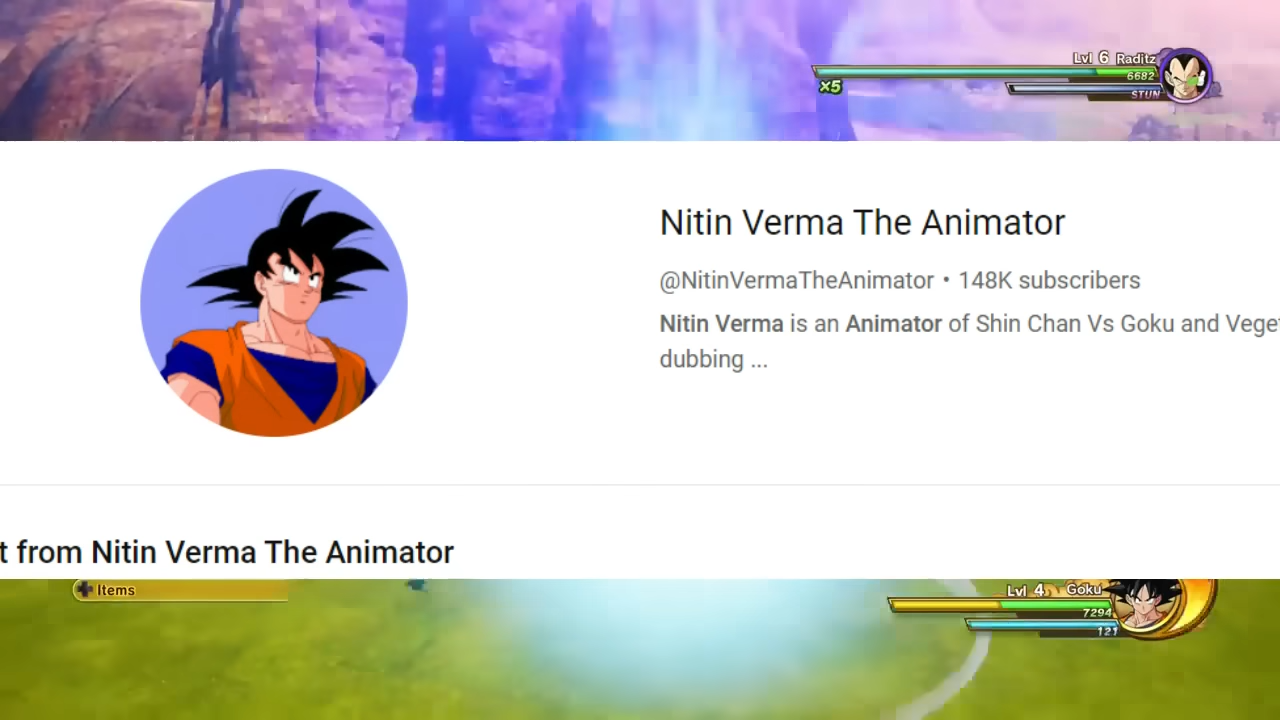 Lvl 6 Raditz
6682
×5
STUN
Nitin Verma The Animator
@NitinVermaTheAnimator • 148K subscribers
Nitin Verma is an Animator of Shin Chan Vs Goku and Veget
dubbing ...
t from Nitin Verma The Animator
Items
Lvl 4 Goku
7294
121